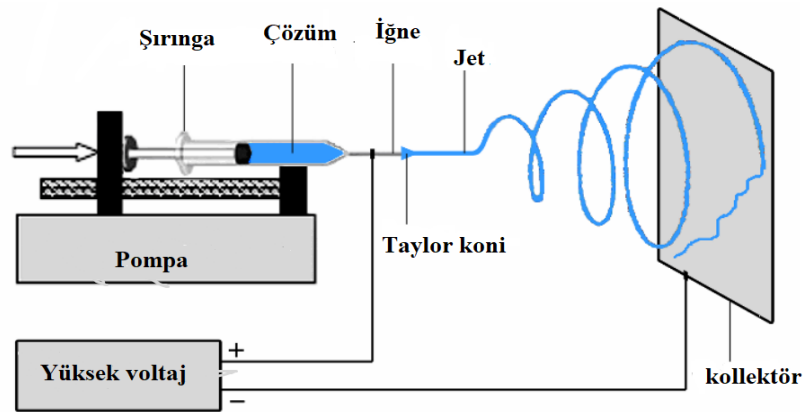 Şırınga
Çözüm
İğne
Jet
Taylor koni
Pompa
Yüksek voltaj
+
−
kollektör